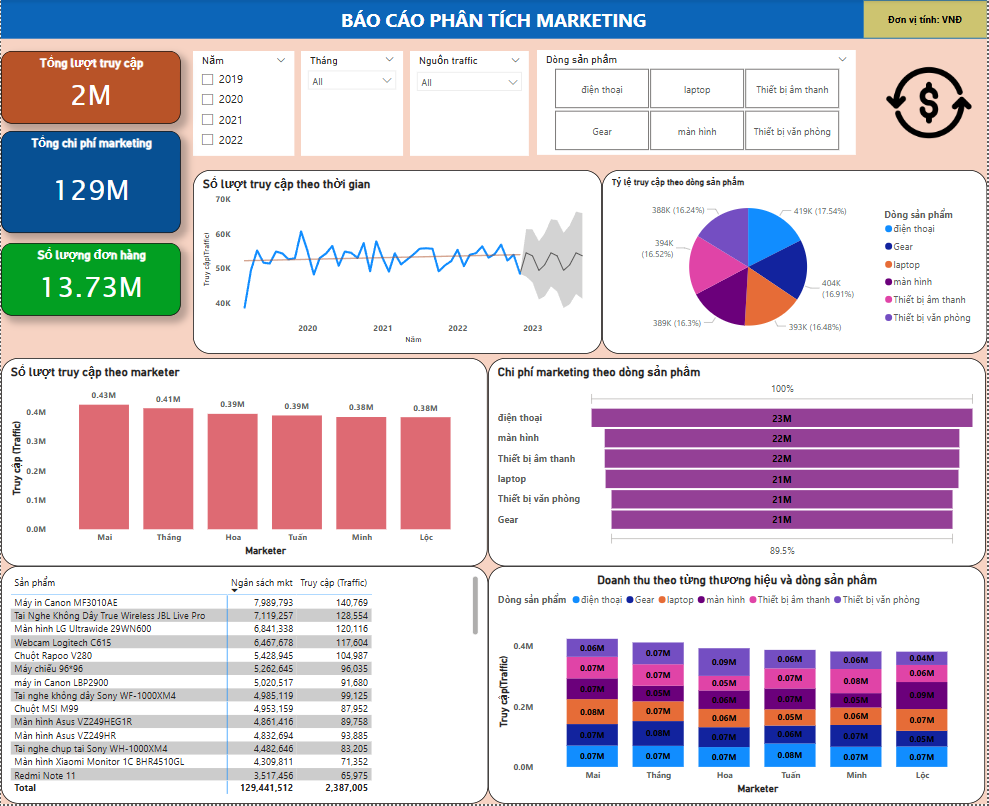 BÁO CÁO PHÂN TÍCH MARKETING
Đơn vị tính: VNĐ
Tổng lượt truy cập
2M
Tổng chi phí marketing
129M
Số lượng đơn hàng
13.73M
Năm
2019
2020
2021
2022
Tháng
All
Nguồn traffic
All
Dòng sản phẩm
điện thoại
laptop
Thiết bị âm thanh
Gear
màn hình
Thiết bị văn phòng
Số lượt truy cập theo thời gian
Truy cập(Traffic)
70K
60K
50K
40K
2020
2021
2022
2023
Năm
Tỷ lệ truy cập theo dòng sản phẩm
419K (17.54%)
404K
(16.91%)
393K (16.48%)
389K (16.3%)
394K
(16.52%)
388K (16.24%)
Dòng sản phẩm
điện thoại
Gear
laptop
màn hình
Thiết bị âm thanh
Thiết bị văn phòng
Số lượt truy cập theo marketer
Truy cập (Traffic)
0.4M
0.3M
0.2M
0.1M
0.0M
0.43M
0.41M
0.39M
0.39M
0.38M
0.38M
Mai
Tháng
Hoa
Tuấn
Minh
Lộc
Marketer
Chi phí marketing theo dòng sản phẩm
100%
điện thoại 23M
màn hình 22M
Thiết bị âm thanh 22M
laptop 21M
Thiết bị văn phòng 21M
Gear 21M
89.5%
Sản phẩm Ngân sách mkt Truy cập (Traffic)
Máy in Canon MF3010AE 7,989,793 140,769
Tai Nghe Không Dây True Wireless JBL Live Pro 7,119,257 128,554
Màn hình LG Ultrawide 29WN600 6,841,338 120,116
Webcam Logitech C615 6,467,678 117,604
Chuột Rapoo V280 5,428,945 104,987
Máy chiếu 96*96 5,262,645 96,035
máy in Canon LBP2900 5,020,517 91,680
Tai nghe không dây Sony WF-1000XM4 4,985,119 99,125
Chuột MSI M99 4,953,159 87,952
Màn hình Asus VZ249HEG1R 4,861,416 89,758
Màn hình Asus VZ249HR 4,832,694 93,885
Tai nghe chụp tai Sony WH-1000XM4 4,482,646 83,205
Màn hình Xiaomi Monitor 1C BHR4510GL 4,309,811 71,352
Redmi Note 11 3,517,456 65,975
Total 129,441,512 2,387,005
Doanh thu theo từng thương hiệu và dòng sản phẩm
Dòng sản phẩm điện thoại Gear laptop màn hình Thiết bị âm thanh Thiết bị văn phòng
Truy cập(Traffic)
0.4M
0.2M
0.0M
0.06M 0.07M 0.09M 0.06M 0.06M 0.04M
0.07M 0.07M 0.05M 0.07M 0.08M 0.06M
0.07M 0.05M 0.06M 0.07M 0.05M 0.09M
0.08M 0.07M 0.06M 0.05M 0.06M 0.07M
0.07M 0.08M 0.07M 0.06M 0.07M 0.05M
0.07M 0.07M 0.07M 0.08M 0.07M 0.07M
Mai Tháng Hoa Tuấn Minh Lộc
Marketer